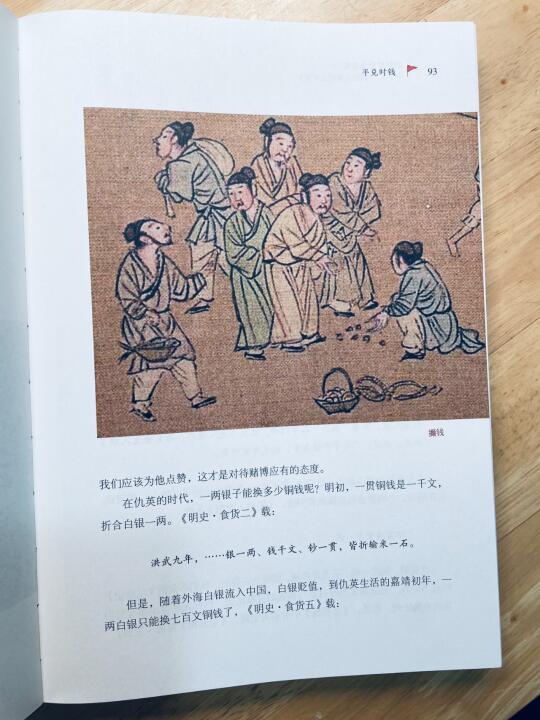 平兑时钱 93
撇钱
我们应该为他点赞，这才是对待赌博应有的态度。
在仇英的时代，一两银子能换多少铜钱呢？明初，一贯铜钱是一千文，
折合白银一两。《明史·食货二》载：
洪武九年，……银一两、钱千文、钞一贯，皆折输米一石。
但是，随着外海白银流入中国，白银贬值，到仇英生活的嘉靖初年，一
两白银只能换七百文铜钱了，《明史·食货五》载：